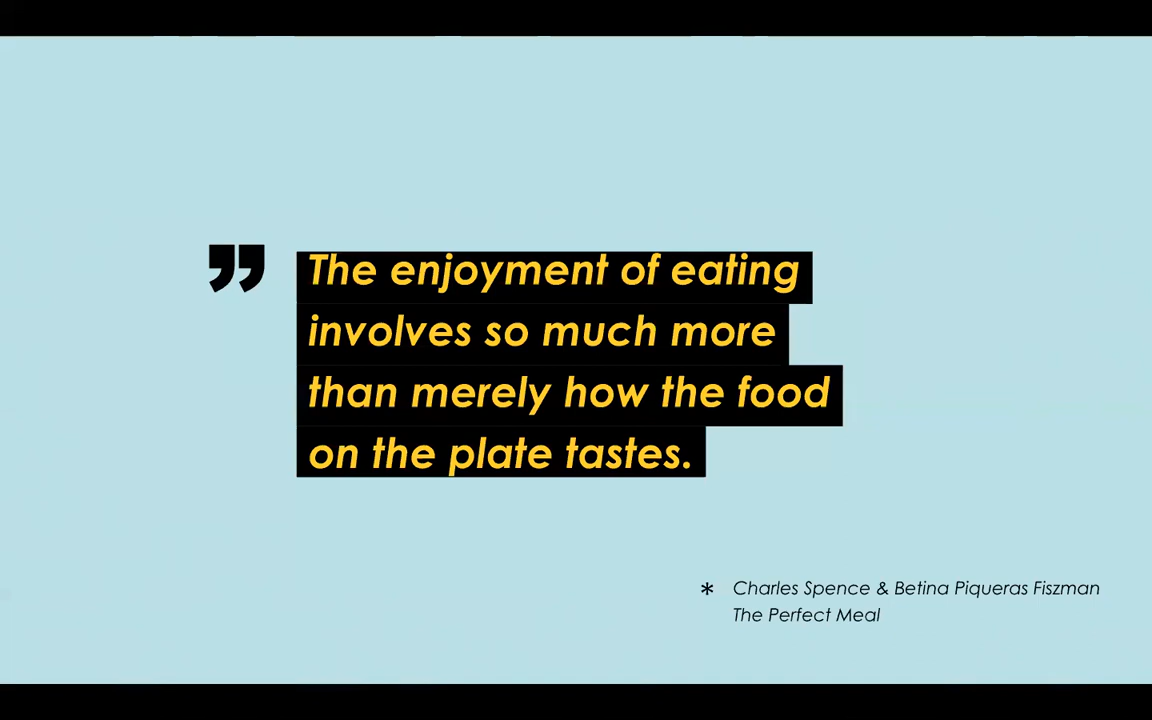 ” The enjoyment of eating
involves so much more
than merely how the food
on the plate tastes.
* Charles Spence & Betina Piqueras Fiszman
The Perfect Meal